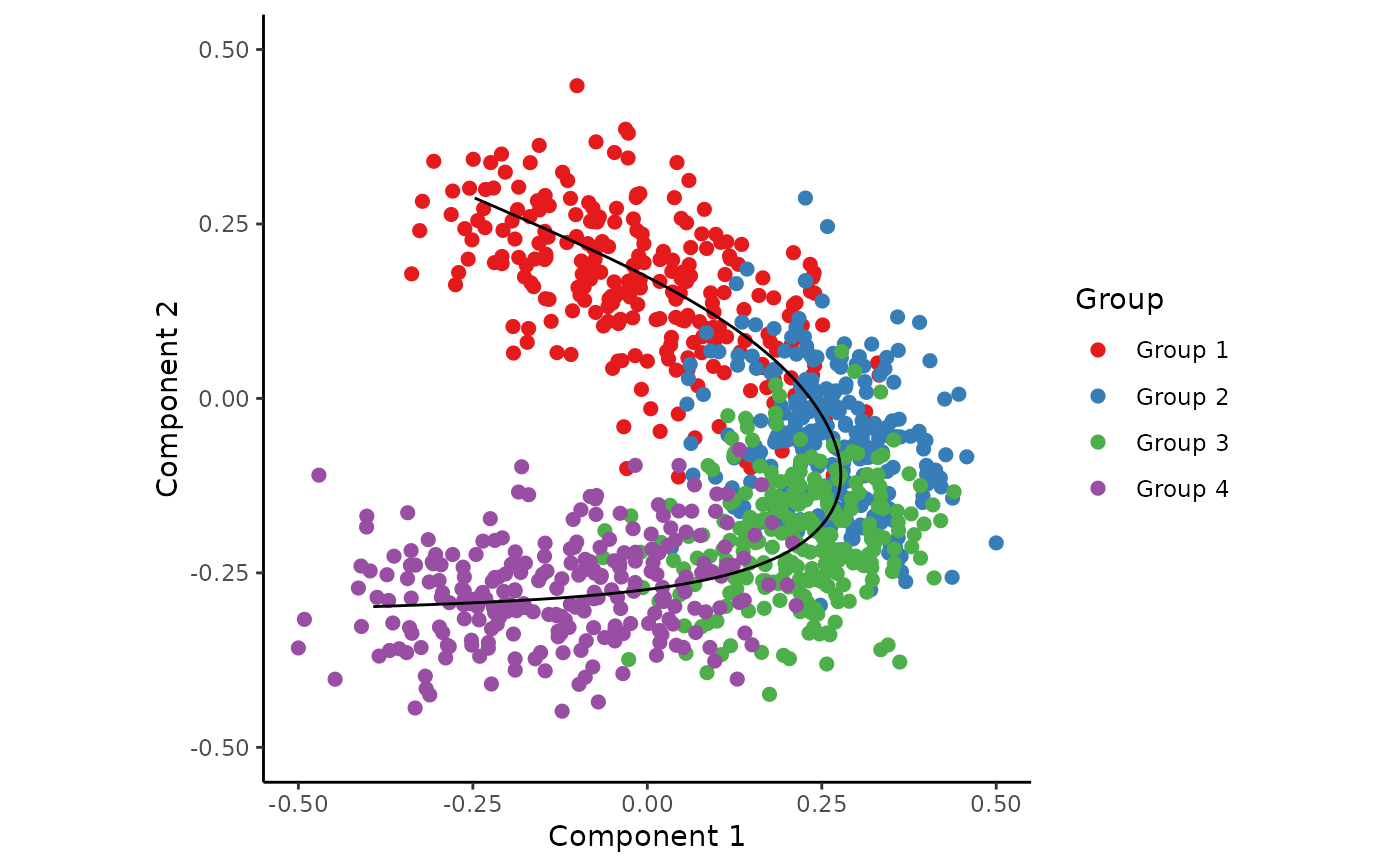 0.50
0.25
0.00
-0.25
-0.50
Component 2
-0.50 -0.25 0.00 0.25 0.50
Component 1
Group
Group 1
Group 2
Group 3
Group 4